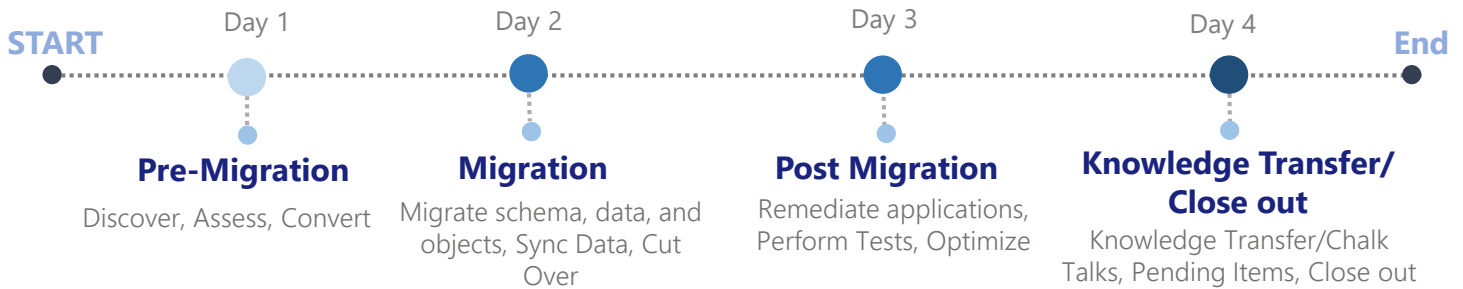 START
Day 1
Day 2
Day 3
Day 4
End
Pre-Migration
Discover, Assess, Convert
Migration
Migrate schema, data, and
objects, Sync Data, Cut
Over
Post Migration
Remediate applications,
Perform Tests, Optimize
Knowledge Transfer/
Close out
Knowledge Transfer/Chalk
Talks, Pending Items, Close out